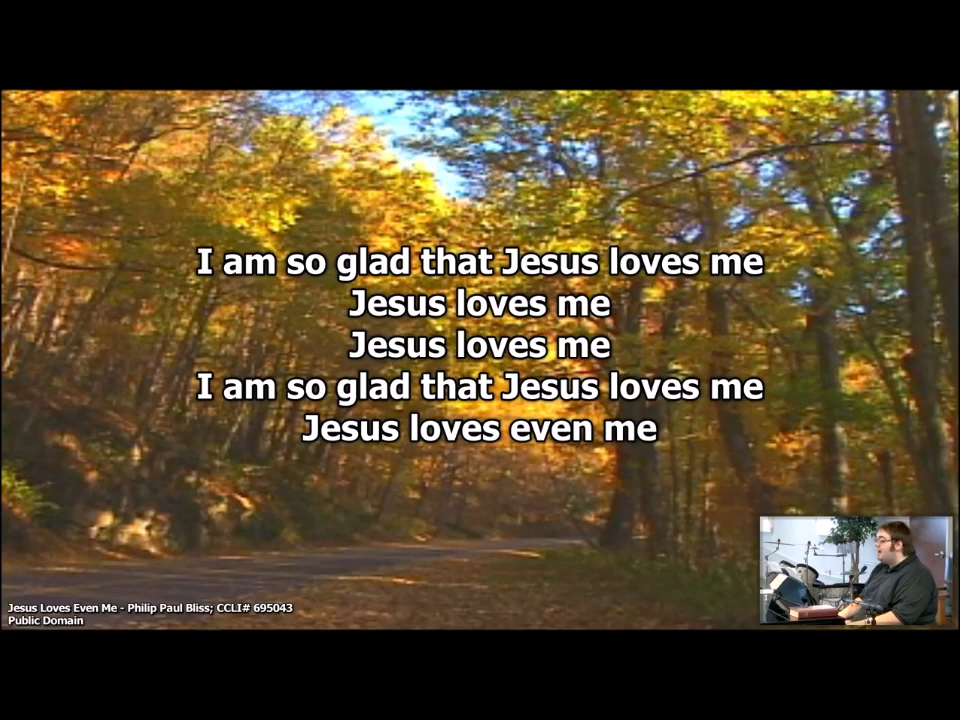 I am so glad that Jesus loves me
Jesus loves me
Jesus loves me
I am so glad that Jesus loves me
Jesus loves even me
Jesus Loves Even Me - Philip Paul Bliss; CCLI# 695043
Public Domain